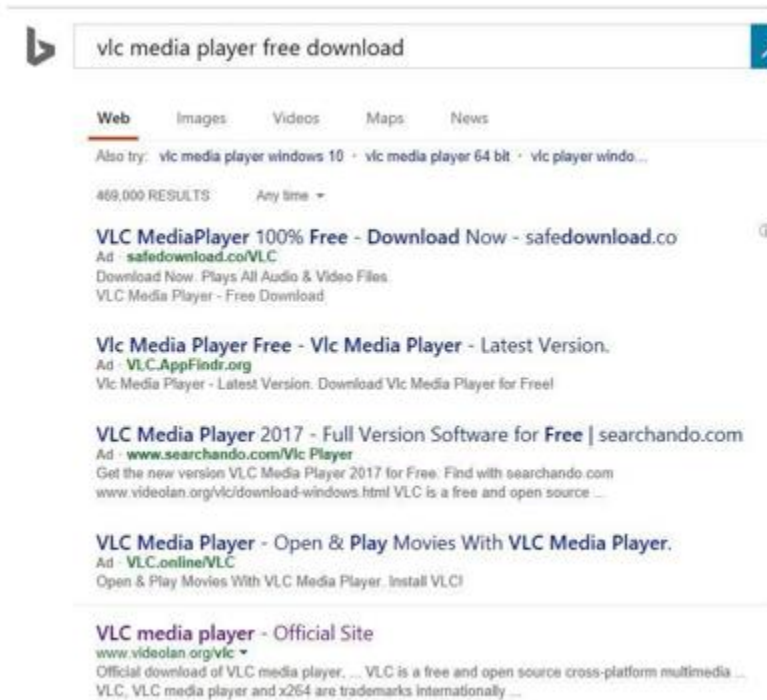 vlc media player free download
Web Images Videos Maps News
Also try: vlc media player windows 10 · vlc media player 64 bit · vlc player windo...
469,000 RESULTS Any time
VLC MediaPlayer 100% Free - Download Now - safedownload.co
Ad · safedownload.co/VLC
Download Now. Plays All Audio & Video Files
VLC Media Player - Free Download
Vlc Media Player Free - Vlc Media Player - Latest Version.
Ad · VLC.AppFindr.org
Vlc Media Player - Latest Version. Download Vlc Media Player for Free!
VLC Media Player 2017 - Full Version Software for Free | searchando.com
Ad · www.searchando.com/Vlc Player
Get the new version VLC Media Player 2017 for Free. Find with searchando.com
www.videolan.org/vlc/download-windows.html VLC is a free and open source ...
VLC Media Player - Open & Play Movies With VLC Media Player.
Ad · VLC.online/VLC
Open & Play Movies With VLC Media Player. Install VLC!
VLC media player - Official Site
www.videolan.org/vlc
Official download of VLC media player, ... VLC is a free and open source cross-platform multimedia ...
VLC, VLC media player and x264 are trademarks internationally ...